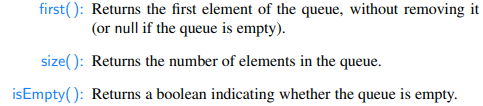 first(): Returns the first element of the queue, without removing it
(or null if the queue is empty).
size(): Returns the number of elements in the queue.
isEmpty(): Returns a boolean indicating whether the queue is empty.